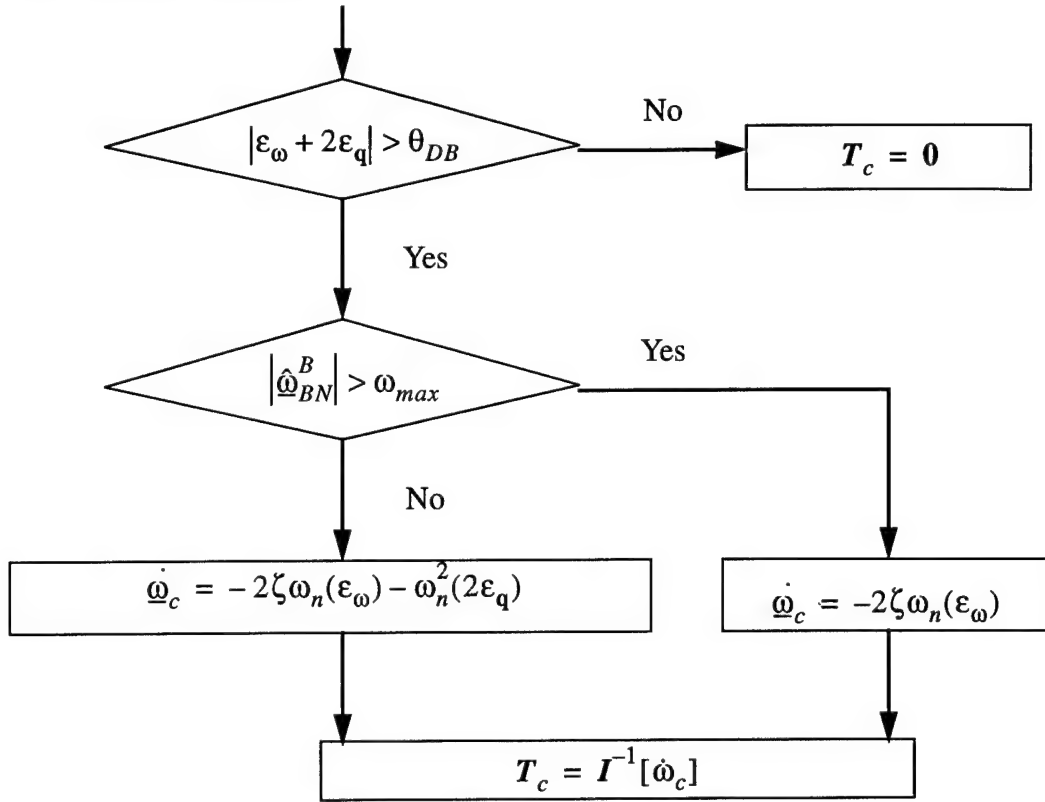 |ε_ω + 2ε_q| > θ_DB
No
T_c = 0
Yes
|ω̲̂^B_BN| > ω_max
Yes
No
ω̲̇_c = −2ζω_n(ε_ω) − ω_n^2(2ε_q)
ω̲̇_c = −2ζω_n(ε_ω)
T_c = I^−1[ω̇_c]